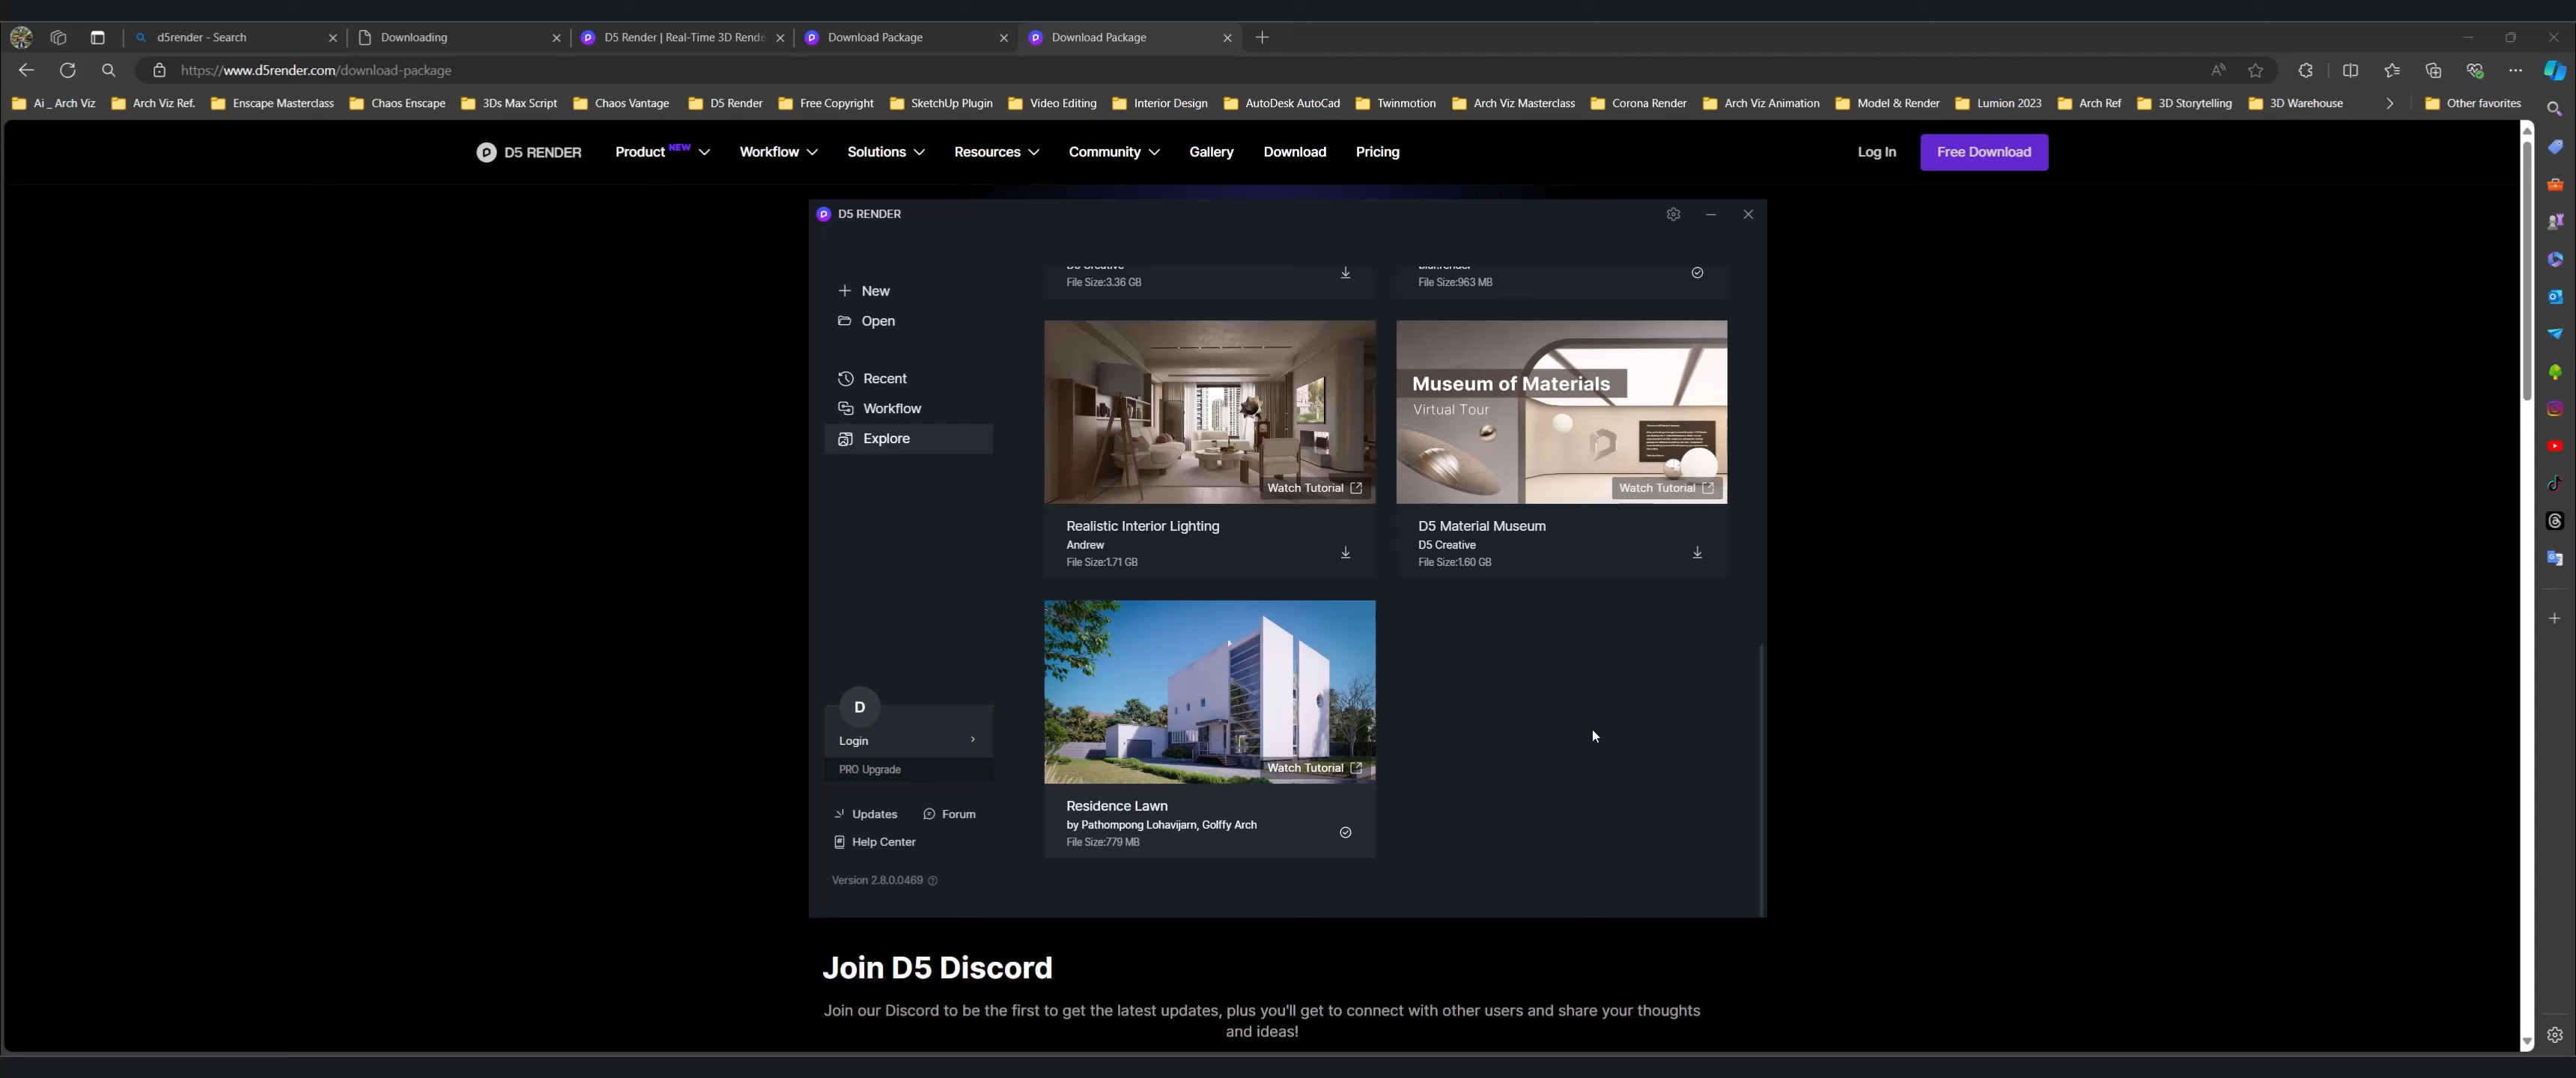 d5render - Search
Downloading
D5 Render | Real-Time 3D Rende
Download Package
Download Package
https://www.d5render.com/download-package
Ai _ Arch Viz
Arch Viz Ref.
Enscape Masterclass
Chaos Enscape
3Ds Max Script
Chaos Vantage
D5 Render
Free Copyright
SketchUp Plugin
Video Editing
Interior Design
AutoDesk AutoCad
Twinmotion
Arch Viz Masterclass
Corona Render
Arch Viz Animation
Model & Render
Lumion 2023
Arch Ref
3D Storytelling
3D Warehouse
Other favorites
D5 RENDER
Product NEW
Workflow
Solutions
Resources
Community
Gallery
Download
Pricing
Log In
Free Download
D5 RENDER
New
Open
Recent
Workflow
Explore
D
Login
PRO Upgrade
Updates
Forum
Help Center
Version 2.8.0.0469
D5 Creative
File Size:3.36 GB
File Size:963 MB
Watch Tutorial
Realistic Interior Lighting
Andrew
File Size:1.71 GB
Museum of Materials
Virtual Tour
Watch Tutorial
D5 Material Museum
D5 Creative
File Size:1.60 GB
Watch Tutorial
Residence Lawn
by Pathompong Lohavijarn, Golffy Arch
File Size:779 MB
Join D5 Discord
Join our Discord to be the first to get the latest updates, plus you'll get to connect with other users and share your thoughts
and ideas!